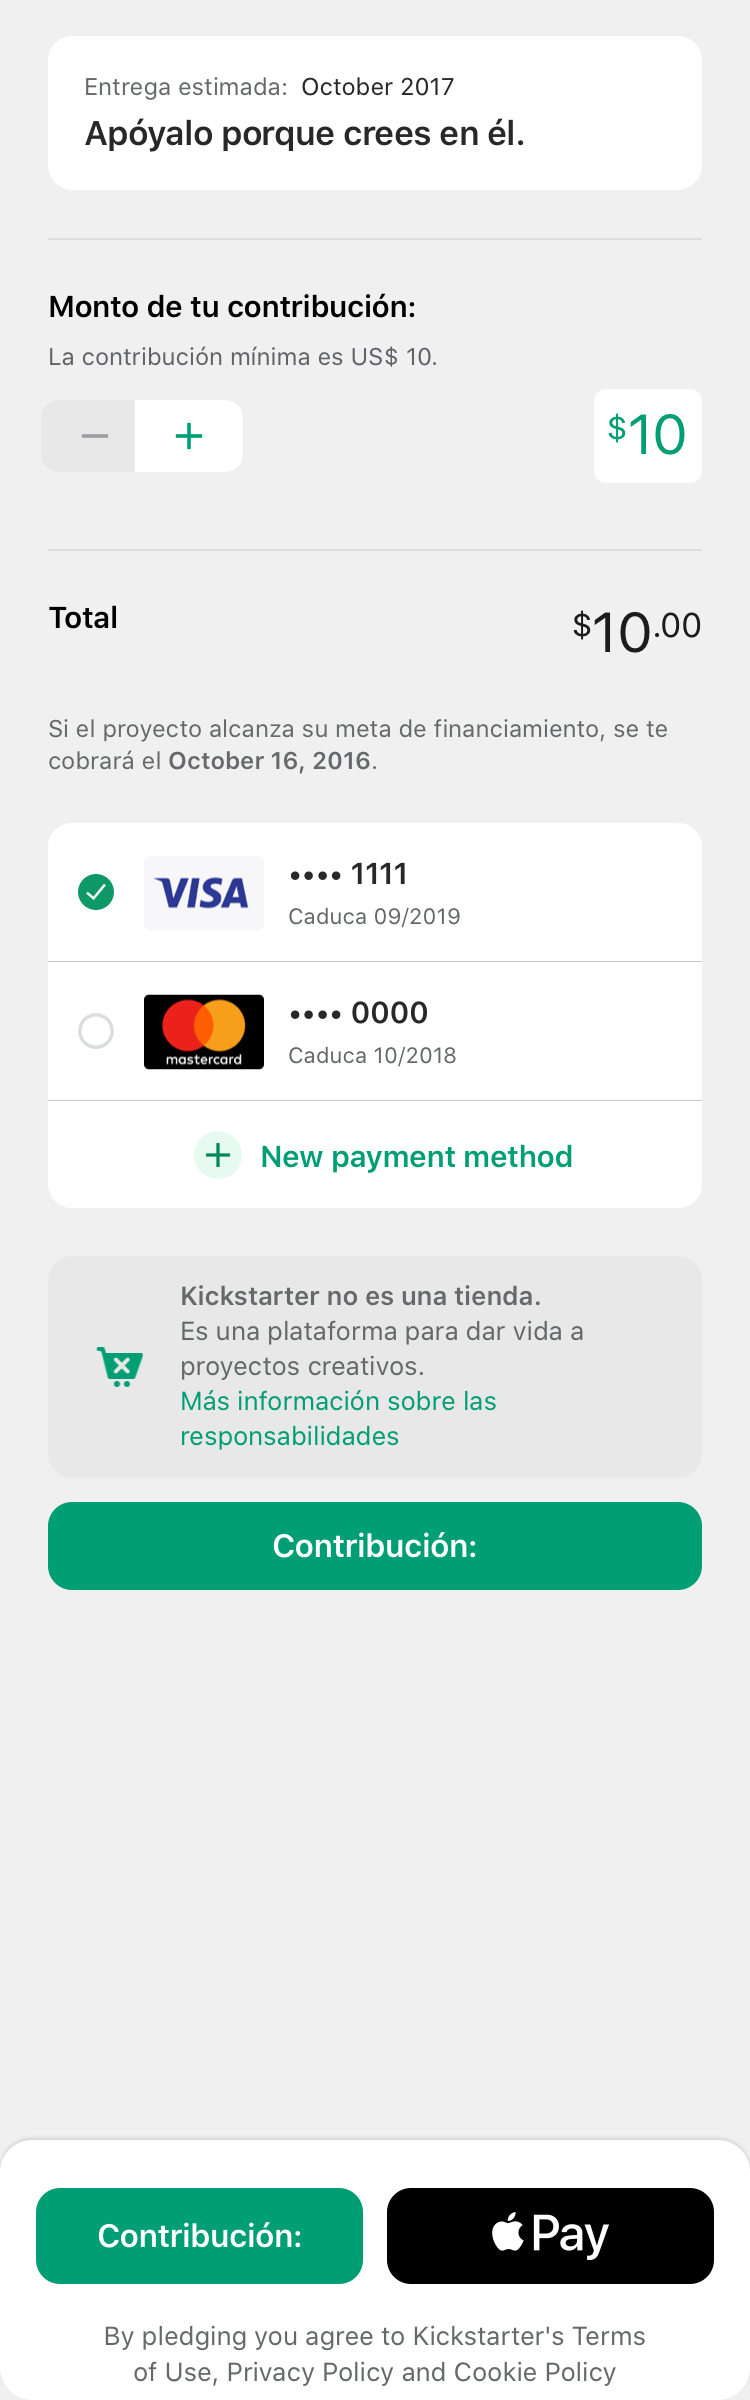 Entrega estimada: October 2017
Apóyalo porque crees en él.
Monto de tu contribución:
La contribución mínima es US$ 10.
$10
Total
$10.00
Si el proyecto alcanza su meta de financiamiento, se te
cobrará el October 16, 2016.
VISA
•••• 1111
Caduca 09/2019
mastercard
•••• 0000
Caduca 10/2018
New payment method
Kickstarter no es una tienda.
Es una plataforma para dar vida a
proyectos creativos.
Más información sobre las
responsabilidades
Contribución:
Contribución:
Pay
By pledging you agree to Kickstarter's Terms
of Use, Privacy Policy and Cookie Policy